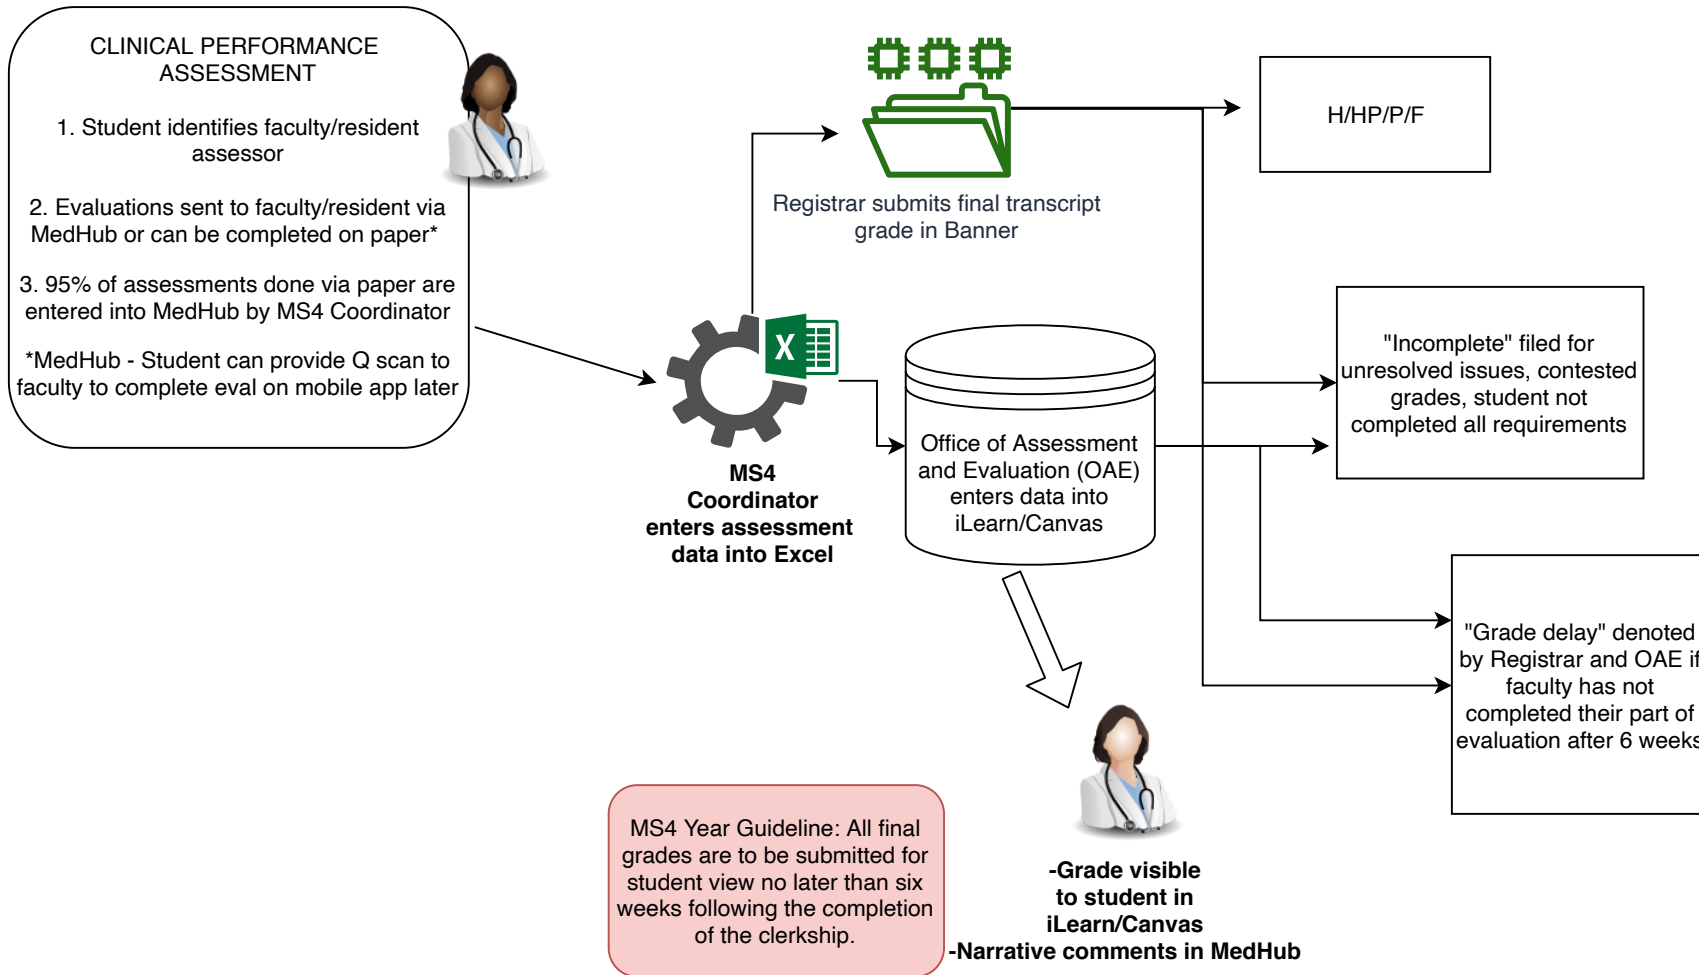 CLINICAL PERFORMANCE
ASSESSMENT
1. Student identifies faculty/resident
assessor
2. Evaluations sent to faculty/resident via
MedHub or can be completed on paper*
3. 95% of assessments done via paper are
entered into MedHub by MS4 Coordinator
*MedHub - Student can provide Q scan to
faculty to complete eval on mobile app later
Registrar submits final transcript
grade in Banner
H/HP/P/F
X
MS4
Coordinator
enters assessment
data into Excel
Office of Assessment
and Evaluation (OAE)
enters data into
iLearn/Canvas
"Incomplete" filed for
unresolved issues, contested
grades, student not
completed all requirements
"Grade delay" denoted
by Registrar and OAE if
faculty has not
completed their part of
evaluation after 6 weeks
MS4 Year Guideline: All final
grades are to be submitted for
student view no later than six
weeks following the completion
of the clerkship.
-Grade visible
to student in
iLearn/Canvas
-Narrative comments in MedHub